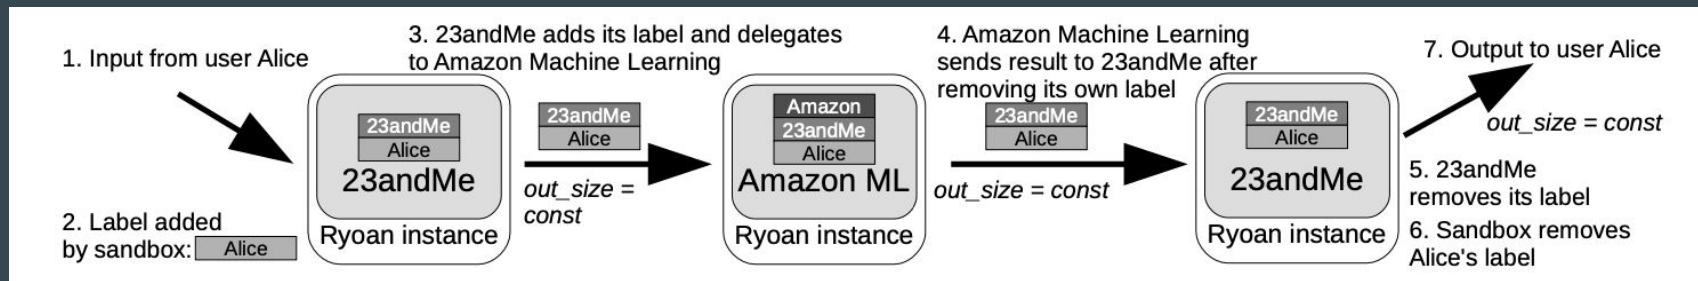 1. Input from user Alice
2. Label added
by sandbox: Alice
23andMe
Alice
23andMe
Ryoan instance
3. 23andMe adds its label and delegates
to Amazon Machine Learning
23andMe
Alice
out_size =
const
Amazon
23andMe
Alice
Amazon ML
Ryoan instance
4. Amazon Machine Learning
sends result to 23andMe after
removing its own label
23andMe
Alice
out_size = const
23andMe
Alice
23andMe
Ryoan instance
7. Output to user Alice
out_size = const
5. 23andMe
removes its label
6. Sandbox removes
Alice's label